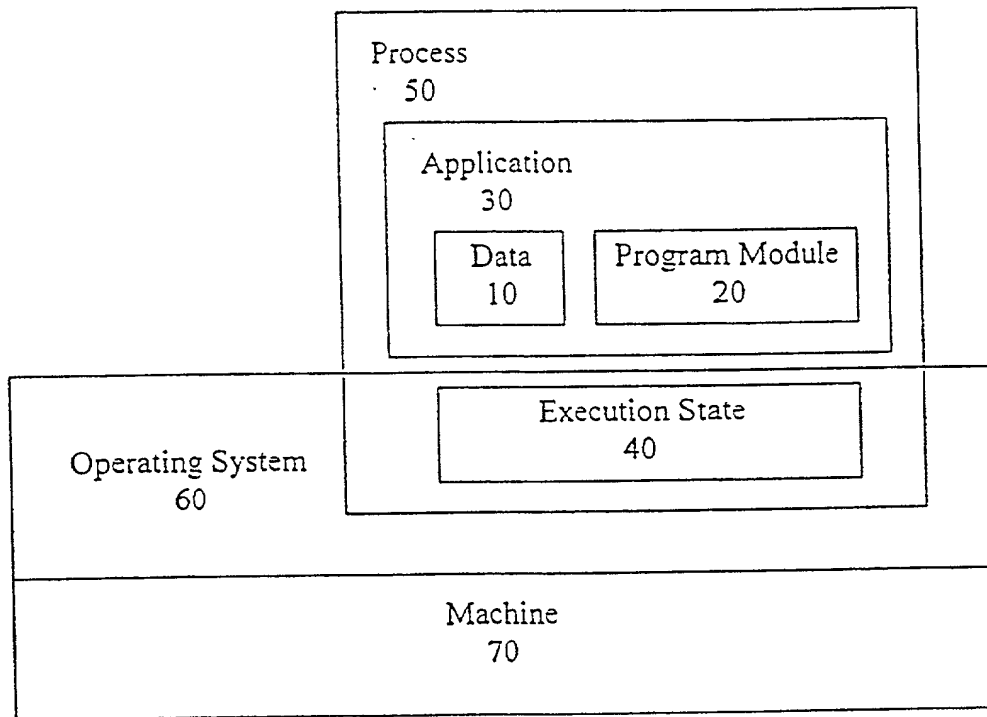 Process
50
Application
30
Data
10
Program Module
20
Execution State
40
Operating System
60
Machine
70